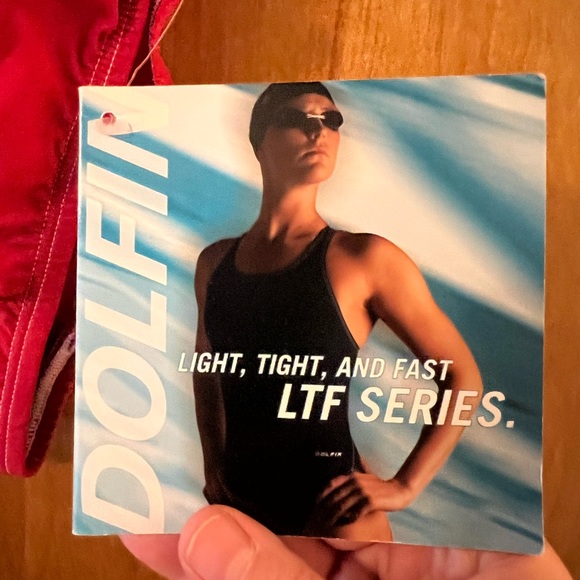 DOLFIN
LIGHT, TIGHT, AND FAST
LTF SERIES.
DOLFIN